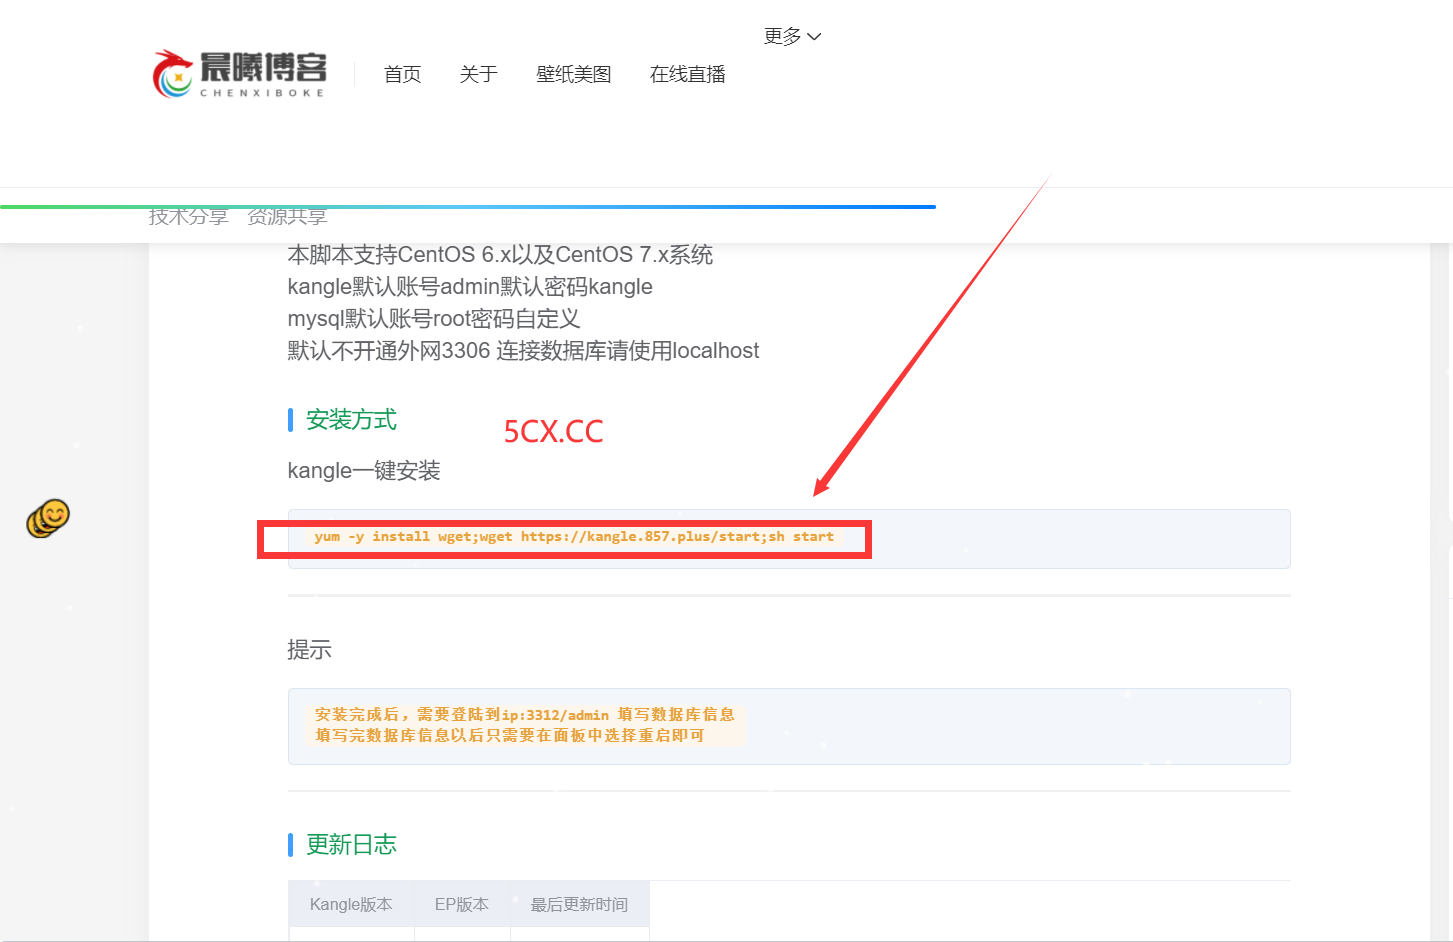 更多
晨曦博客
CHENXIBOKE
首页 关于 壁纸美图 在线直播
技术分享 资源共享
本脚本支持CentOS 6.x以及CentOS 7.x系统
kangle默认账号admin默认密码kangle
mysql默认账号root密码自定义
默认不开通外网3306 连接数据库请使用localhost
安装方式
5CX.CC
kangle一键安装
yum -y install wget;wget https://kangle.857.plus/start;sh start
提示
安装完成后，需要登陆到ip:3312/admin 填写数据库信息
填写完数据库信息以后只需要在面板中选择重启即可
更新日志
Kangle版本 EP版本 最后更新时间